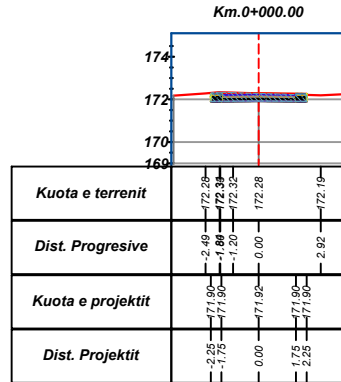 Km.0+000.00
174
172
170
169
Kuota e terrenit
172.28 172.32 172.28 172.19
Dist. Progresive
-2.49 -1.20 0.00 2.92
Kuota e projektit
171.90 171.90 171.92 171.90 171.90
Dist. Projektit
-2.25 -1.75 0.00 1.75 2.25